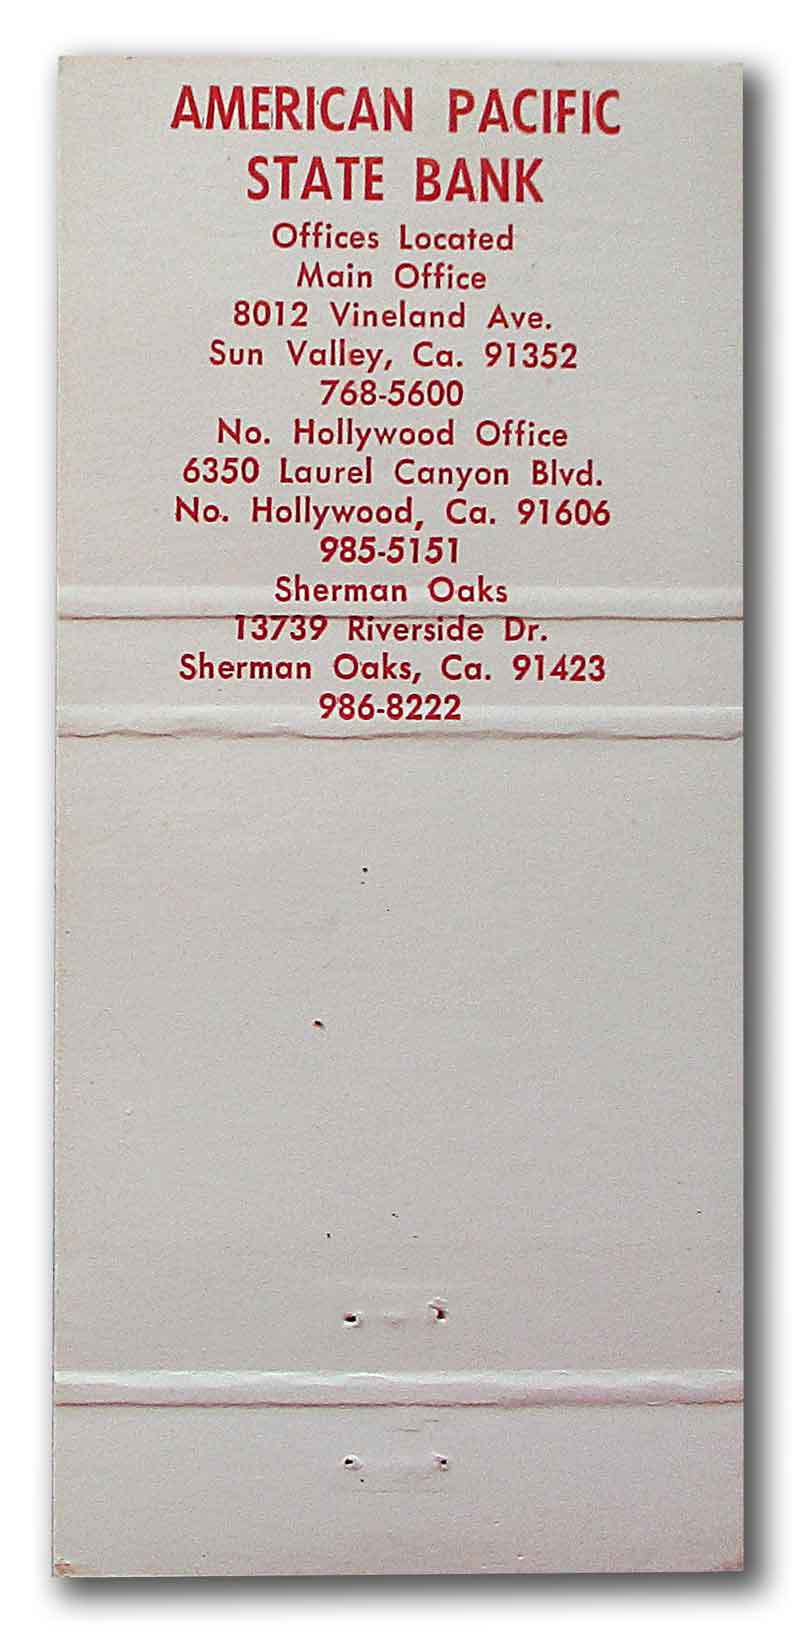 AMERICAN PACIFIC
STATE BANK
Offices Located
Main Office
8012 Vineland Ave.
Sun Valley, Ca. 91352
768-5600
No. Hollywood Office
6350 Laurel Canyon Blvd.
No. Hollywood, Ca. 91606
985-5151
Sherman Oaks
13739 Riverside Dr.
Sherman Oaks, Ca. 91423
986-8222